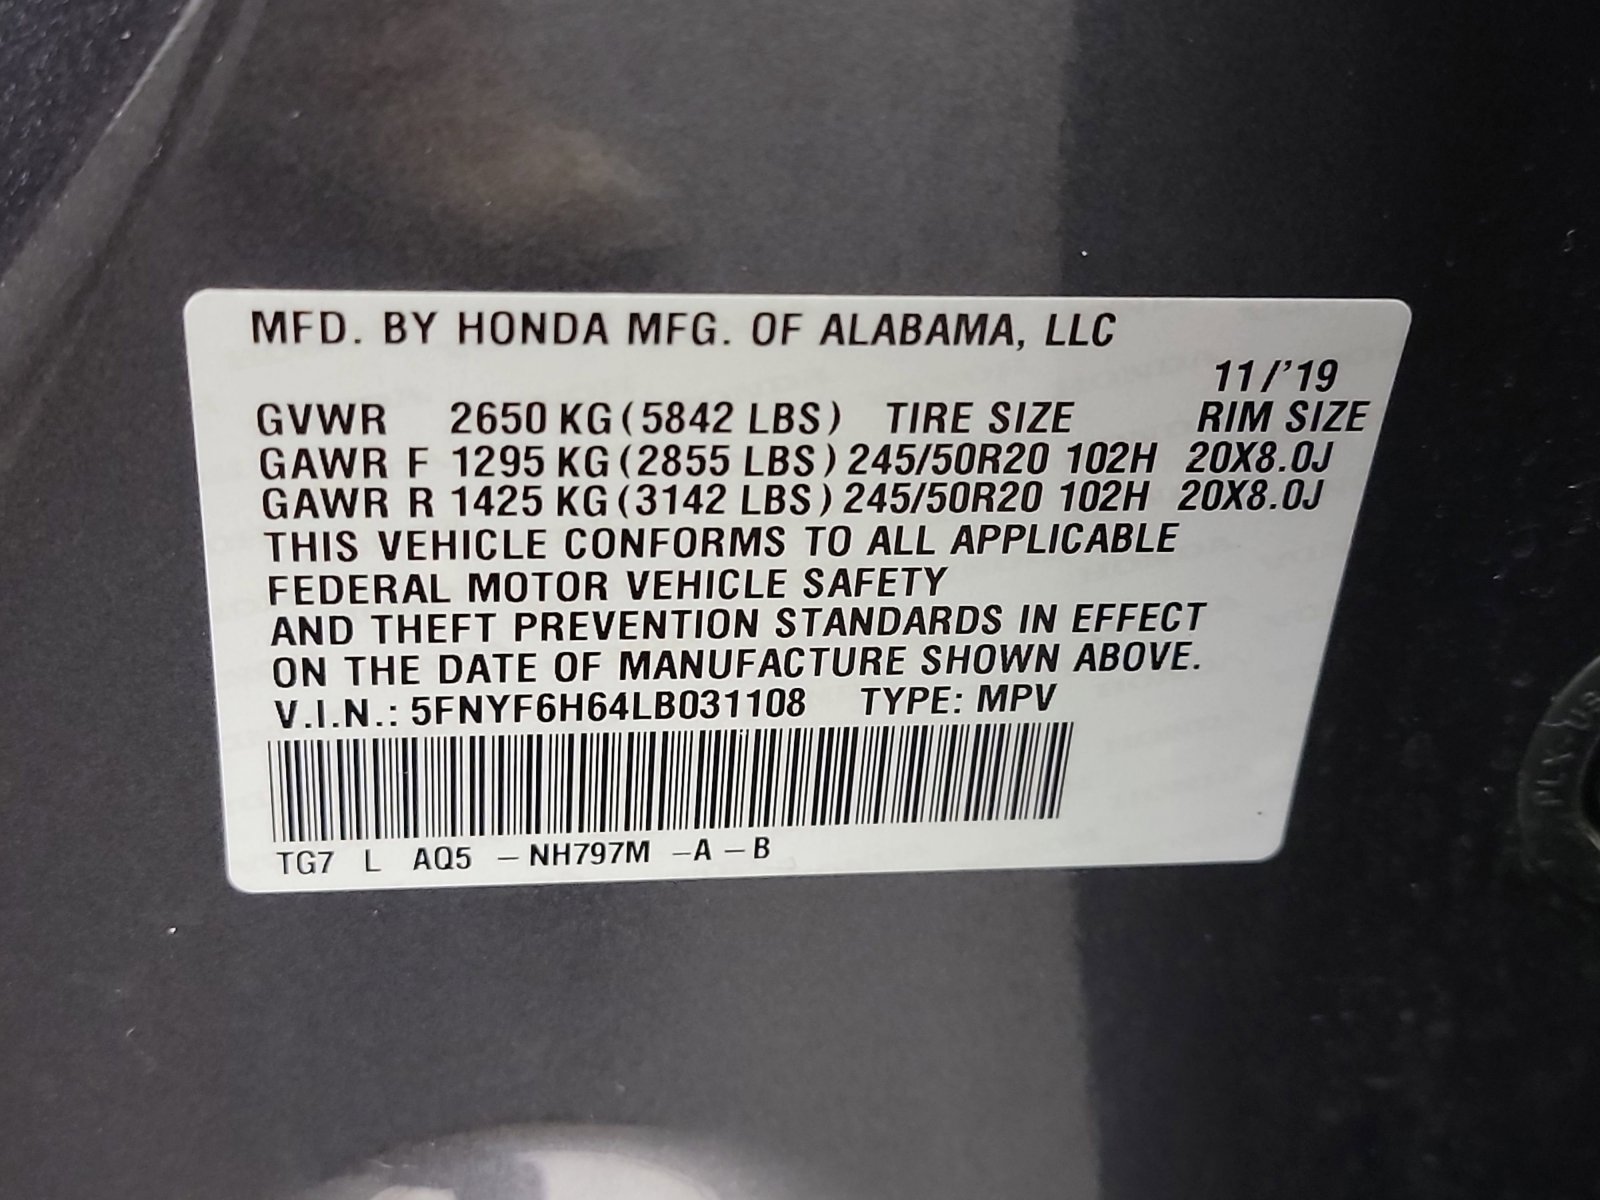 MFD. BY HONDA MFG. OF ALABAMA, LLC
11/'19
GVWR 2650 KG (5842 LBS) TIRE SIZE RIM SIZE
GAWR F 1295 KG (2855 LBS) 245/50R20 102H 20X8.0J
GAWR R 1425 KG (3142 LBS) 245/50R20 102H 20X8.0J
THIS VEHICLE CONFORMS TO ALL APPLICABLE
FEDERAL MOTOR VEHICLE SAFETY
AND THEFT PREVENTION STANDARDS IN EFFECT
ON THE DATE OF MANUFACTURE SHOWN ABOVE.
V.I.N.: 5FNYF6H64LB031108 TYPE: MPV
TG7 L AQ5 – NH797M – A – B